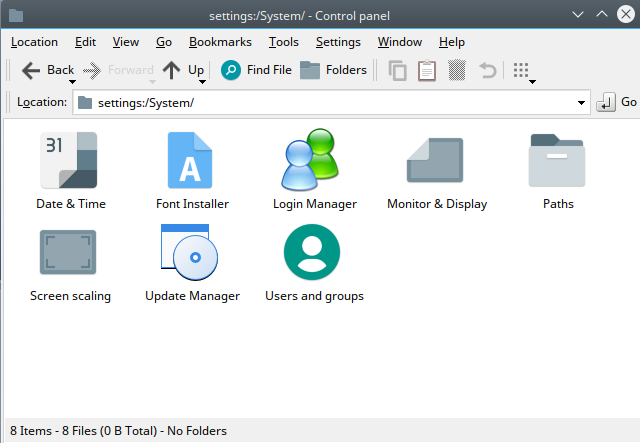 settings:/System/ - Control panel
Location Edit View Go Bookmarks Tools Settings Window Help
Back Forward Up Find File Folders
Location: settings:/System/ Go
31 A
Date & Time Font Installer Login Manager Monitor & Display Paths
Screen scaling Update Manager Users and groups
8 Items - 8 Files (0 B Total) - No Folders